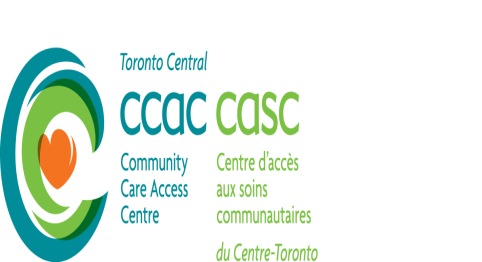 Toronto Central
ccac casc
Community
Care Access
Centre
Centre d'accès
aux soins
communautaires
du Centre-Toronto